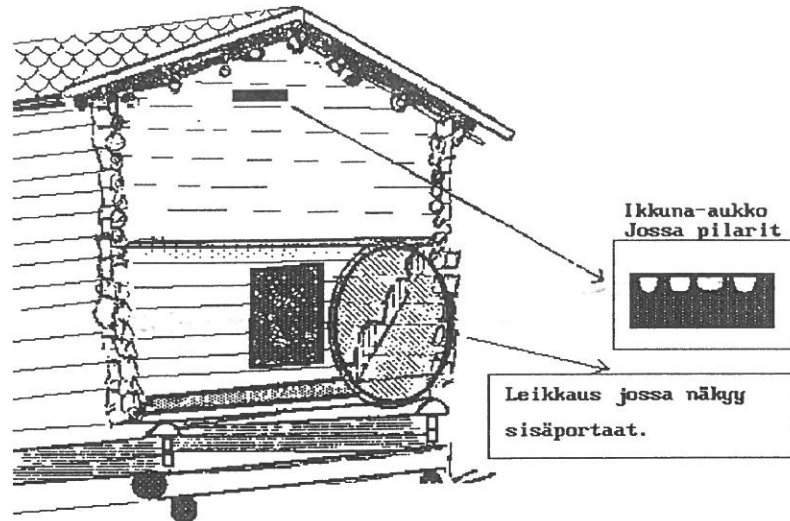 Ikkuna-aukko
Jossa pilarit
Leikkaus jossa näkyy
sisäportaat.